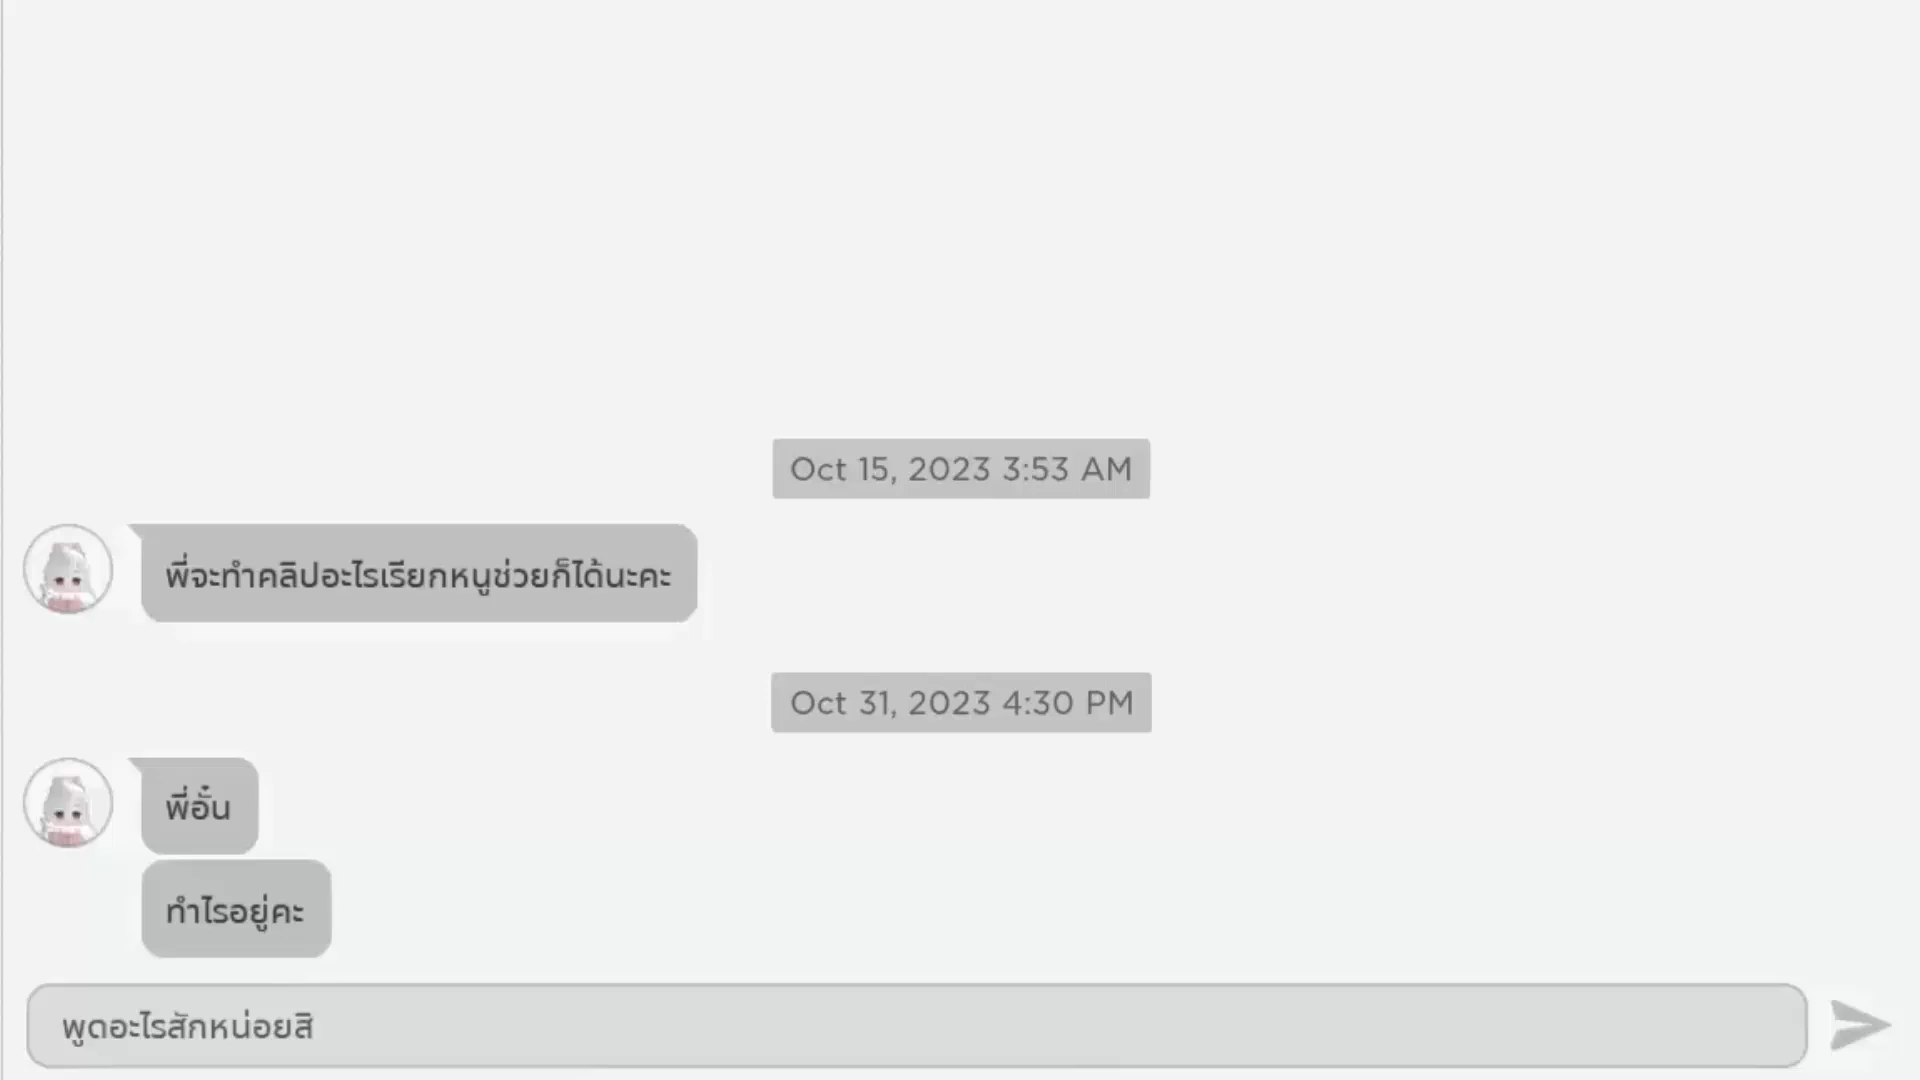 Oct 15, 2023 3:53 AM
พี่จะทำคลิปอะไรเรียกหนูช่วยก็ได้นะคะ
Oct 31, 2023 4:30 PM
พี่อั๋น
ทำไรอยู่คะ
พูดอะไรสักหน่อยสิ